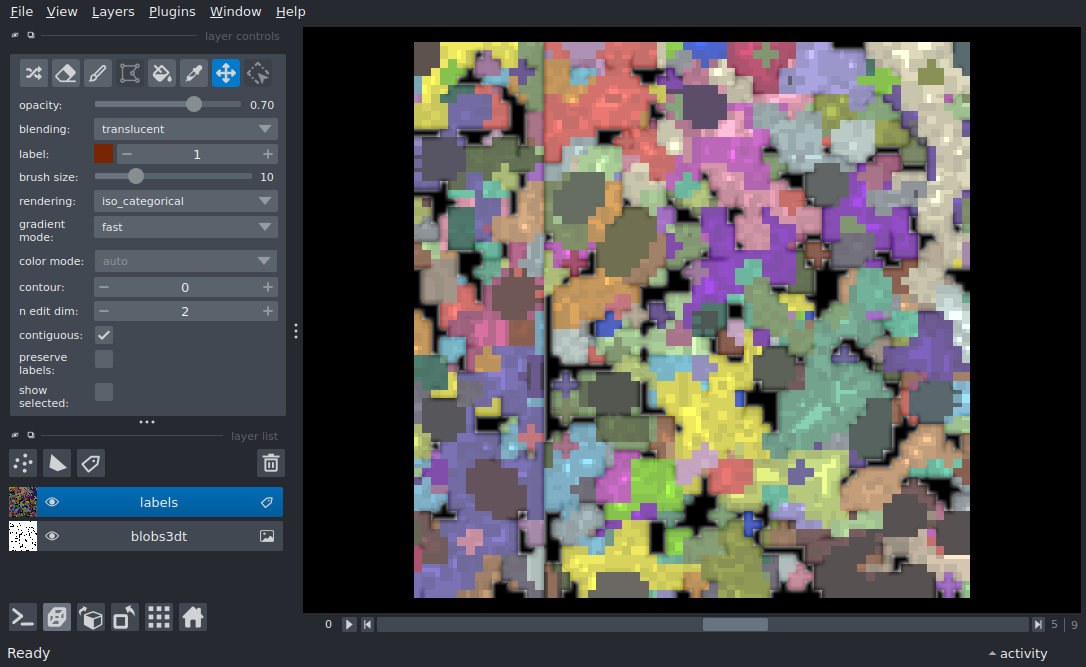 File View Layers Plugins Window Help
layer controls
opacity: 0.70
blending: translucent
label: 1
brush size: 10
rendering: iso_categorical
gradient
mode: fast
color mode: auto
contour: 0
n edit dim: 2
contiguous:
preserve
labels:
show
selected:
layer list
labels
blobs3dt
0 5 | 9
Ready activity